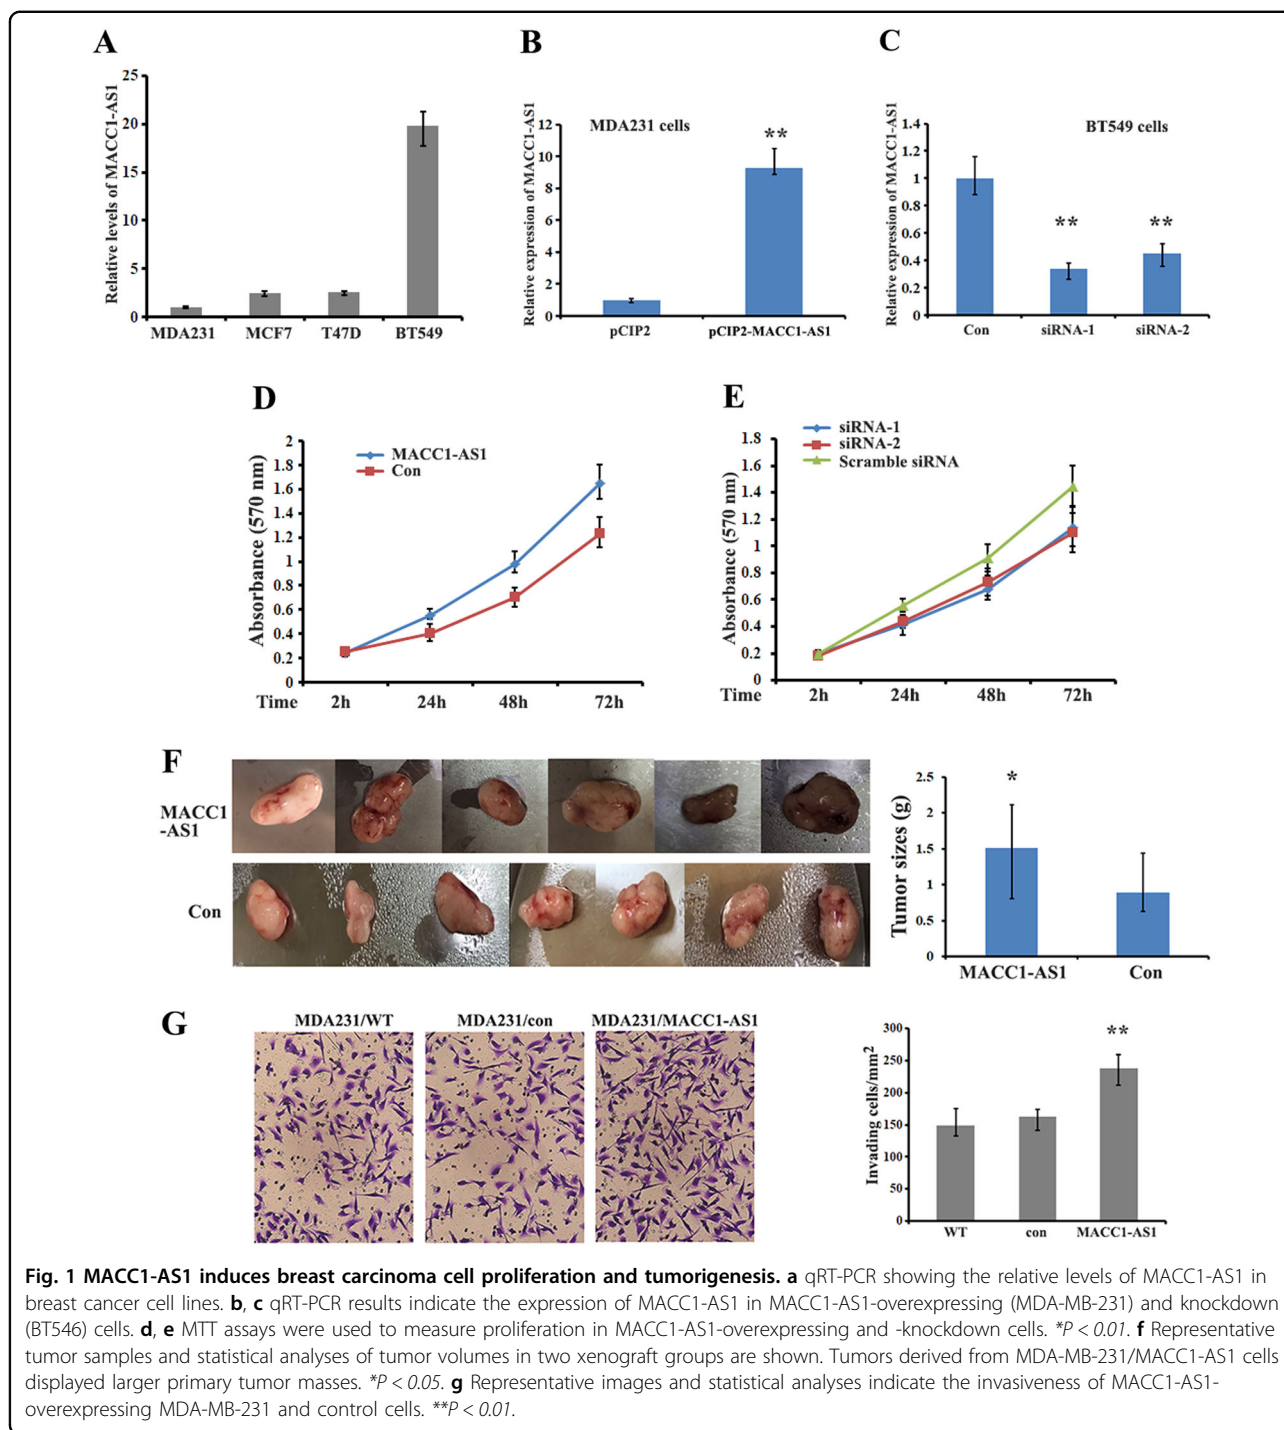 A
Relative levels of MACC1-AS1
25
20
15
10
5
0
MDA231 MCF7 T47D BT549
B
Relative expression of MACC1-AS1
MDA231 cells
12
10
8
6
4
2
0
**
pCIP2 pCIP2-MACC1-AS1
C
Relative expression of MACC1-AS1
BT549 cells
1.4
1.2
1
0.8
0.6
0.4
0.2
0
** **
Con siRNA-1 siRNA-2
D
Absorbance (570 nm)
MACC1-AS1
Con
2
1.8
1.6
1.4
1.2
1
0.8
0.6
0.4
0.2
0
Time 2h 24h 48h 72h
E
Absorbance (570 nm)
siRNA-1
siRNA-2
Scramble siRNA
1.8
1.6
1.4
1.2
1
0.8
0.6
0.4
0.2
0
Time 2h 24h 48h 72h
F
MACC1
-AS1
Con
Tumor sizes (g)
2.5
2
1.5
1
0.5
0
*
MACC1-AS1 Con
G
MDA231/WT MDA231/con MDA231/MACC1-AS1
Invading cells/mm2
300
250
200
150
100
50
0
**
WT con MACC1-AS1
Fig. 1 MACC1-AS1 induces breast carcinoma cell proliferation and tumorigenesis. a qRT-PCR showing the relative levels of MACC1-AS1 in
breast cancer cell lines. b, c qRT-PCR results indicate the expression of MACC1-AS1 in MACC1-AS1-overexpressing (MDA-MB-231) and knockdown
(BT546) cells. d, e MTT assays were used to measure proliferation in MACC1-AS1-overexpressing and -knockdown cells. *P < 0.01. f Representative
tumor samples and statistical analyses of tumor volumes in two xenograft groups are shown. Tumors derived from MDA-MB-231/MACC1-AS1 cells
displayed larger primary tumor masses. *P < 0.05. g Representative images and statistical analyses indicate the invasiveness of MACC1-AS1-
overexpressing MDA-MB-231 and control cells. **P < 0.01.